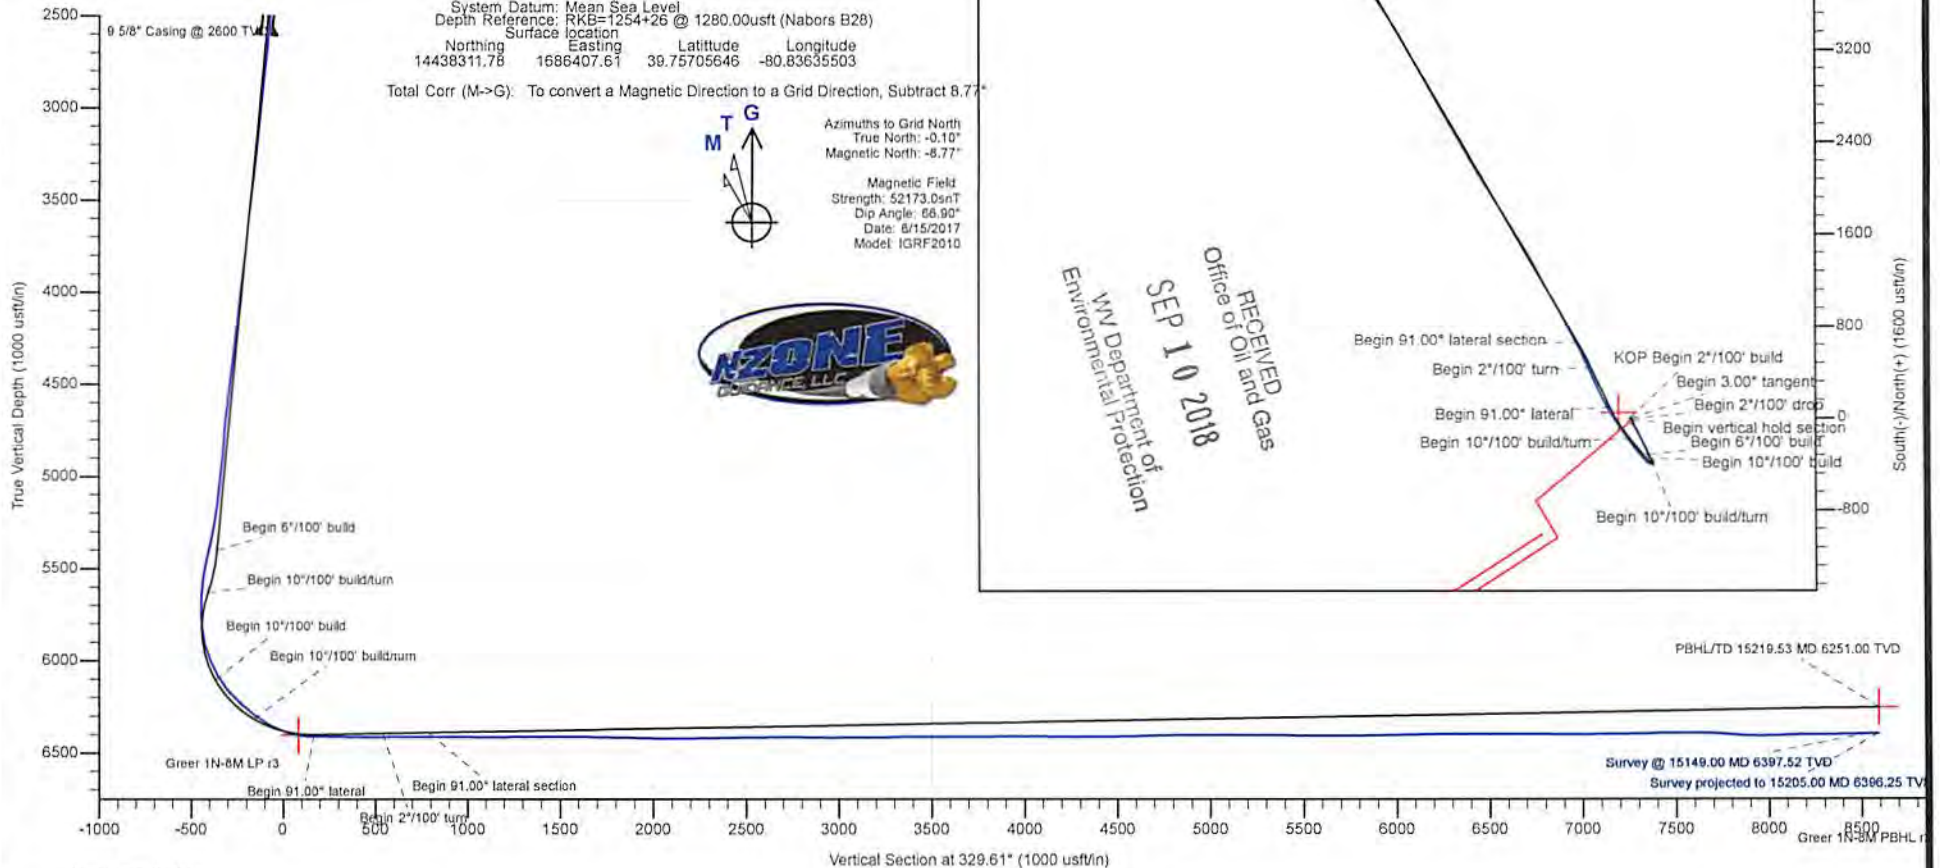 System Datum: Mean Sea Level
Depth Reference: RKB=1254+26 @ 1280.00usft (Nabors B28)
Surface location
Northing Easting Latittude Longitude
14438311.78 1686407.61 39.75705646 -80.83635503
Total Corr (M->G): To convert a Magnetic Direction to a Grid Direction, Subtract 8.77°
M T G
Azimuths to Grid North
True North: -0.10°
Magnetic North: -8.77°
Magnetic Field
Strength: 52173.0snT
Dip Angle: 66.90°
Date: 6/15/2017
Model: IGRF2010
NZONE
GUIDANCE LLC
RECEIVED
Office of Oil and Gas
SEP 10 2018
WV Department of
Environmental Protection
True Vertical Depth (1000 usft/in)
2500
3000
3500
4000
4500
5000
5500
6000
6500
9 5/8" Casing @ 2600
Begin 6°/100' build
Begin 10°/100' build/turn
Begin 10°/100' build
Begin 10°/100' build/turn
Greer 1N-8M LP r3
Begin 91.00° lateral
Begin 2°/100' turn
Begin 91.00° lateral section
PBHL/TD 15219.53 MD 6251.00 TVD
Survey @ 15149.00 MD 6397.52 TVD
Survey projected to 15205.00 MD 6396.25
Greer 1N-8M PBHL
-1000 -500 0 500 1000 1500 2000 2500 3000 3500 4000 4500 5000 5500 6000 6500 7000 7500 8000 8500
Vertical Section at 329.61° (1000 usft/in)
Begin 91.00° lateral section
Begin 2°/100' turn
Begin 91.00° lateral
Begin 10°/100' build/turn
KOP Begin 2°/100' build
Begin 3.00° tangent
Begin 2°/100' drop
Begin vertical hold section
Begin 6°/100' build
Begin 10°/100' build
Begin 10°/100' build/turn
3200
2400
1600
800
0
-800
South(-)/North(+) (1600 usft/in)